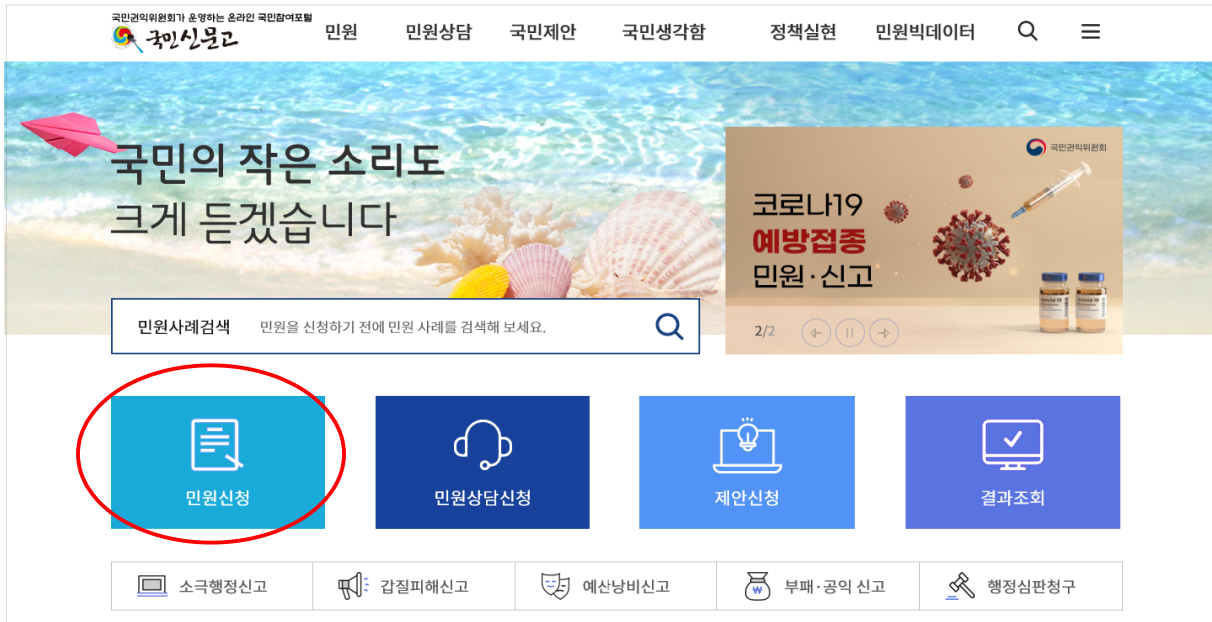 국민권익위원회가 운영하는 온라인 국민참여포털
국민신문고
민원 민원상담 국민제안 국민생각함 정책실현 민원빅데이터
국민의 작은 소리도
크게 듣겠습니다
국민권익위원회
코로나19
예방접종
민원·신고
2/2
민원사례검색 민원을 신청하기 전에 민원 사례를 검색해 보세요.
민원신청 민원상담신청 제안신청 결과조회
소극행정신고 갑질피해신고 예산낭비신고 부패·공익 신고 행정심판청구